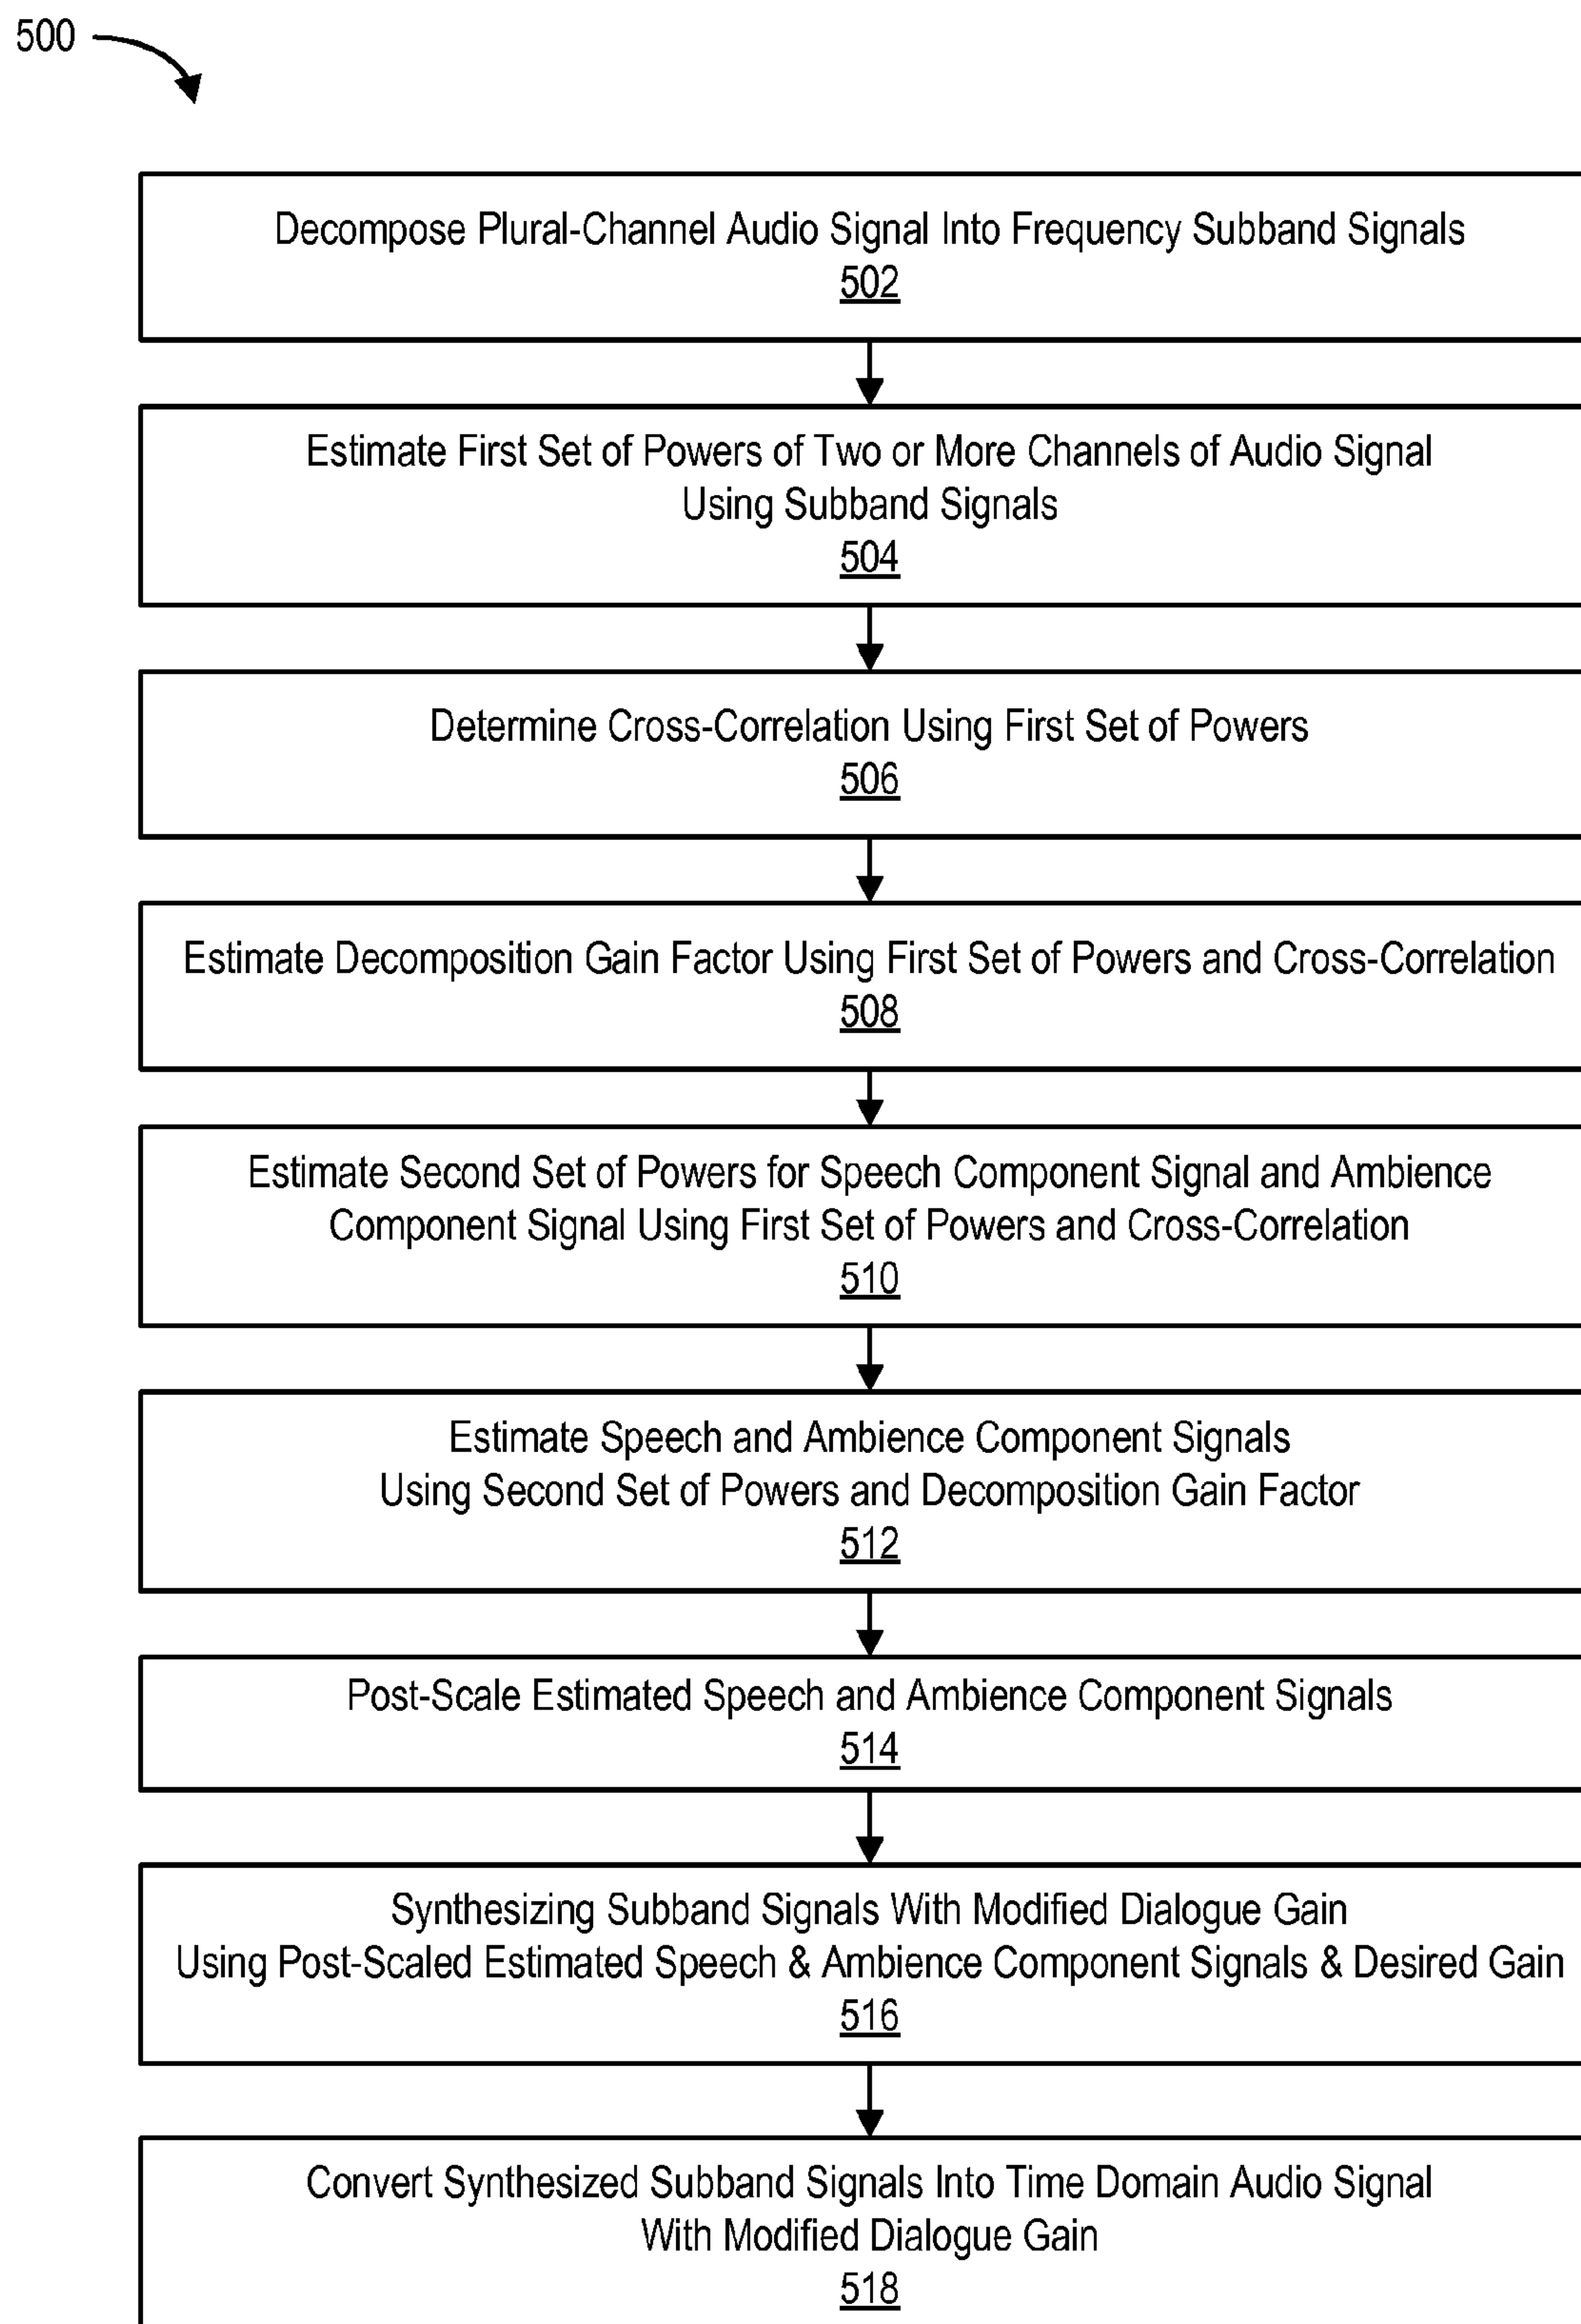 500
Decompose Plural-Channel Audio Signal Into Frequency Subband Signals
502
Estimate First Set of Powers of Two or More Channels of Audio Signal
Using Subband Signals
504
Determine Cross-Correlation Using First Set of Powers
506
Estimate Decomposition Gain Factor Using First Set of Powers and Cross-Correlation
508
Estimate Second Set of Powers for Speech Component Signal and Ambience
Component Signal Using First Set of Powers and Cross-Correlation
510
Estimate Speech and Ambience Component Signals
Using Second Set of Powers and Decomposition Gain Factor
512
Post-Scale Estimated Speech and Ambience Component Signals
514
Synthesizing Subband Signals With Modified Dialogue Gain
Using Post-Scaled Estimated Speech & Ambience Component Signals & Desired Gain
516
Convert Synthesized Subband Signals Into Time Domain Audio Signal
With Modified Dialogue Gain
518